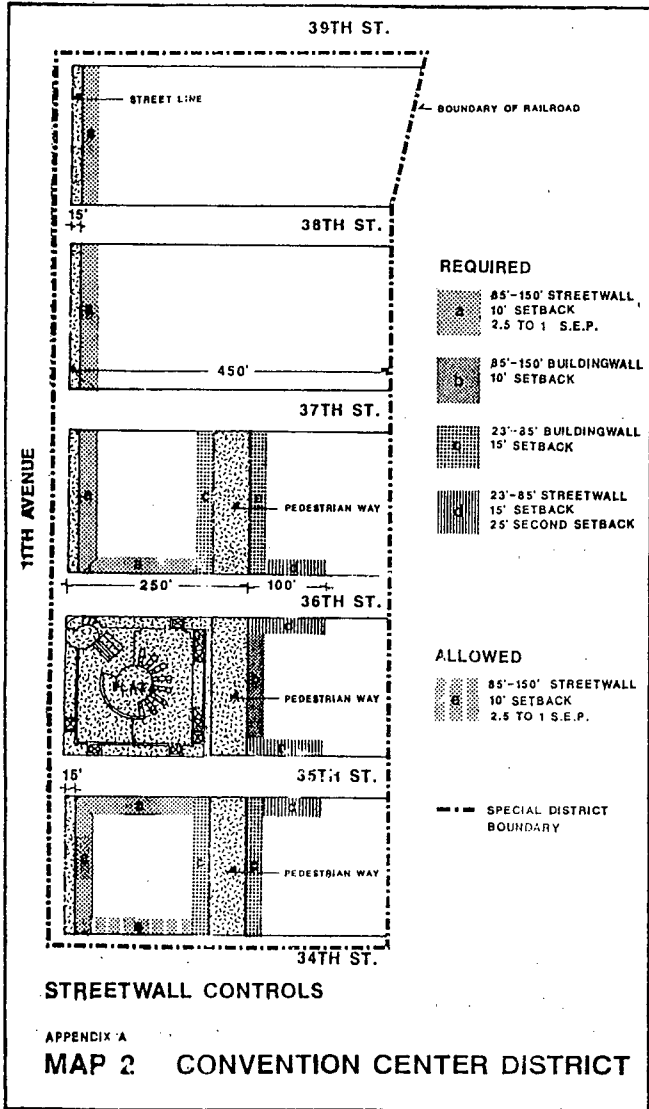 39TH ST.
STREET LINE
BOUNDARY OF RAILROAD
a
15'
38TH ST.
a
450'
37TH ST.
11TH AVENUE
a
c
PEDESTRIAN WAY
a
250'
100'
36TH ST.
d
PEDESTRIAN WAY
15'
35TH ST.
a
d
a
c
PEDESTRIAN WAY
a
34TH ST.
REQUIRED
a
85'-150' STREETWALL
10' SETBACK
2.5 TO 1 S.E.P.
b
85'-150' BUILDINGWALL
10' SETBACK
c
23'-85' BUILDINGWALL
15' SETBACK
d
23'-85' STREETWALL
15' SETBACK
25' SECOND SETBACK
ALLOWED
a
85'-150' STREETWALL
10' SETBACK
2.5 TO 1 S.E.P.
SPECIAL DISTRICT
BOUNDARY
STREETWALL CONTROLS
APPENDIX A
MAP 2 CONVENTION CENTER DISTRICT